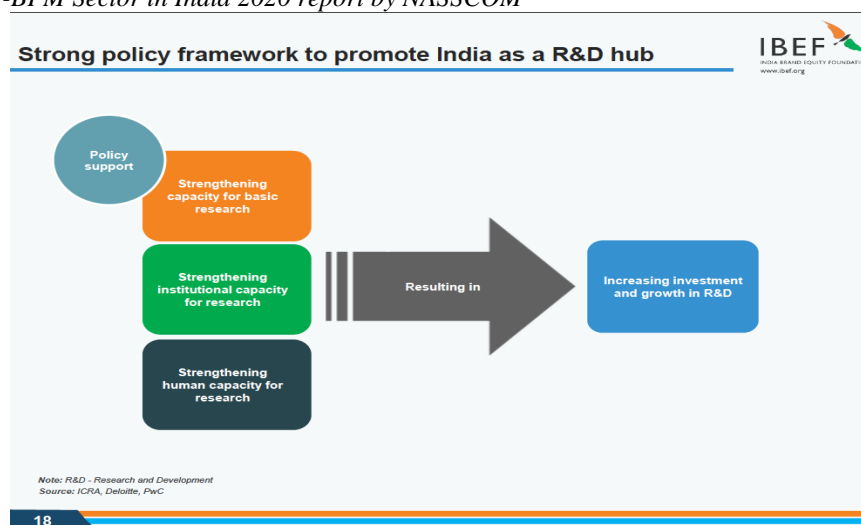 -BPM Sector in India 2020 report by NASSCOM
Strong policy framework to promote India as a R&D hub
IBEF
INDIA BRAND EQUITY FOUNDATI
www.ibef.org
Policy
support
Strengthening
capacity for basic
research
Strengthening
institutional capacity
for research
Strengthening
human capacity for
research
Resulting in
Increasing investment
and growth in R&D
Note: R&D - Research and Development
Source: ICRA, Deloitte, PwC
18